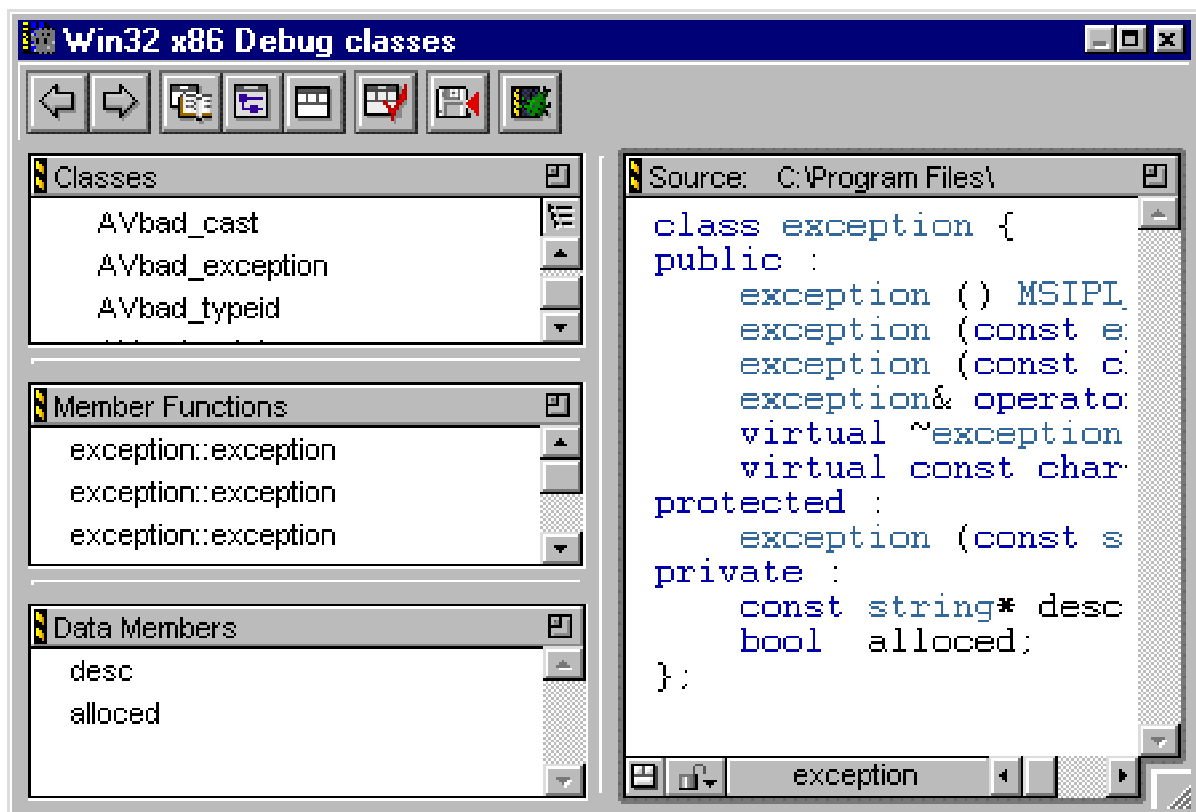 Win32 x86 Debug classes
Classes
AVbad_cast
AVbad_exception
AVbad_typeid
Member Functions
exception::exception
exception::exception
exception::exception
Data Members
desc
alloced
Source: C:\Program Files\
class exception {
public :
exception () MSIPL_
exception (const e
exception (const c
exception& operato
virtual ~exception
virtual const char
protected :
exception (const s
private :
const string* desc
bool alloced;
};
exception